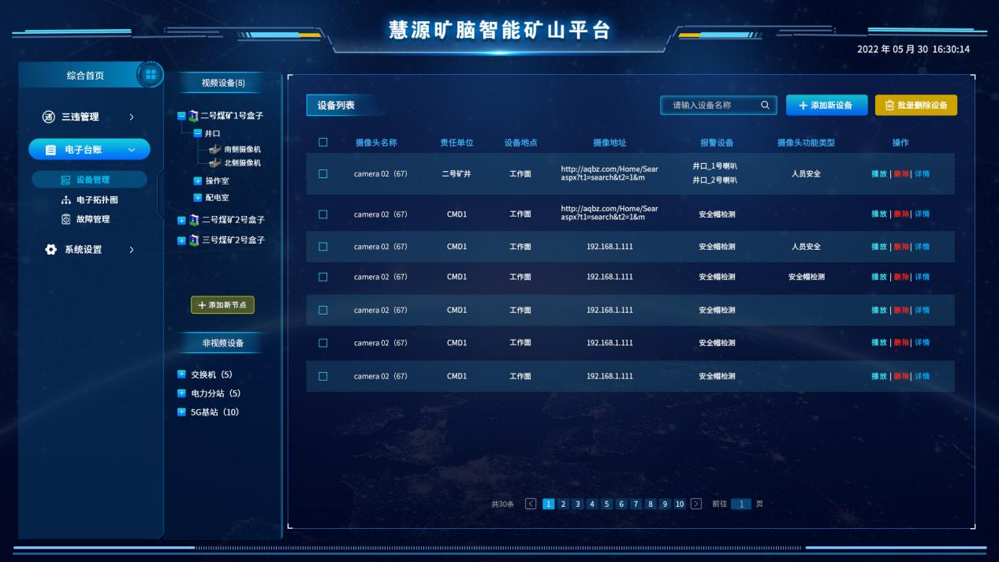 慧源旷脑智能矿山平台
2022 年 05 月 30 16:30:14
综合首页
三违管理
电子台账
设备管理
电子拓扑图
故障管理
系统设置
视频设备(8)
二号煤矿1号盒子
井口
南侧摄像机
北侧摄像机
操作室
配电室
二号煤矿2号盒子
三号煤矿2号盒子
添加新节点
非视频设备
交换机（5）
电力分站（5）
5G基站（10）
设备列表
请输入设备名称
添加新设备
批量删除设备
摄像头名称 责任单位 设备地点 摄像地址 报警设备 摄像头功能类型 操作
camera 02（67） 二号矿井 工作面 http://aqbz.com/Home/Sear
aspx?t1=search&t2=1&m
井口_1号喇叭
井口_2号喇叭
人员安全 播放 | 删除| 详情
camera 02（67） CMD1 工作面 http://aqbz.com/Home/Sear
aspx?t1=search&t2=1&m
安全帽检测 播放 | 删除| 详情
camera 02（67） CMD1 工作面 192.168.1.111 安全帽检测 人员安全 播放 | 删除| 详情
camera 02（67） CMD1 工作面 192.168.1.111 安全帽检测 安全帽检测 播放 | 删除| 详情
camera 02（67） CMD1 工作面 192.168.1.111 安全帽检测 播放 | 删除| 详情
camera 02（67） CMD1 工作面 192.168.1.111 安全帽检测 播放 | 删除| 详情
camera 02（67） CMD1 工作面 192.168.1.111 安全帽检测 播放 | 删除| 详情
共30条 1 2 3 4 5 6 7 8 9 10 前往 1 页